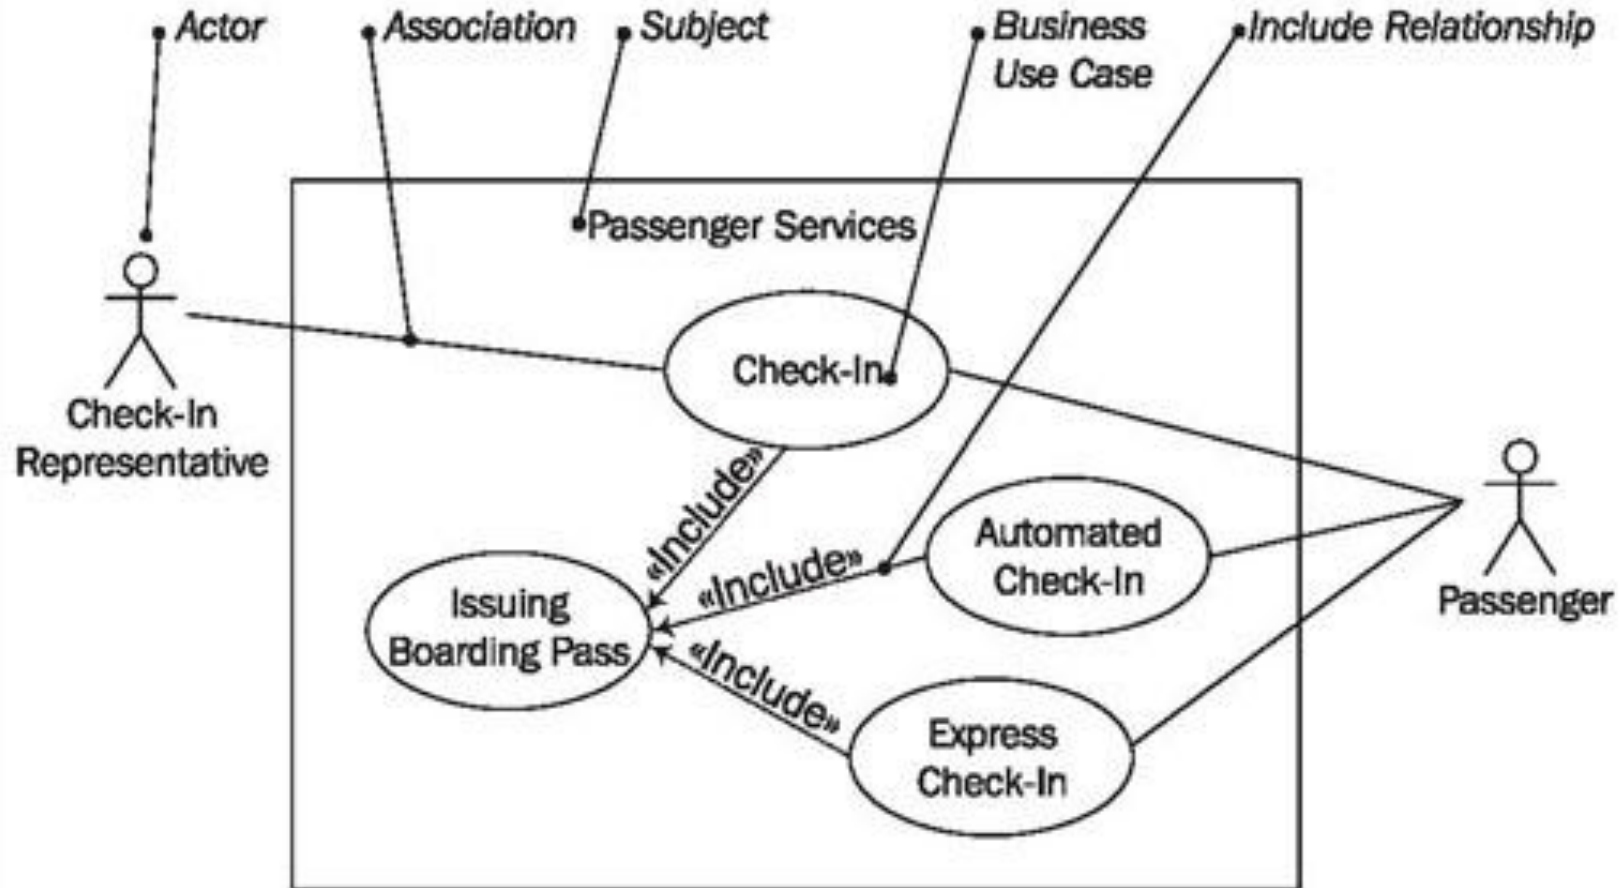 Actor
Association
Subject
Business
Use Case
Include Relationship
Passenger Services
Check-In
Check-In
Representative
«Include»
«Include»
«Include»
Automated
Check-In
Issuing
Boarding Pass
Passenger
Express
Check-In